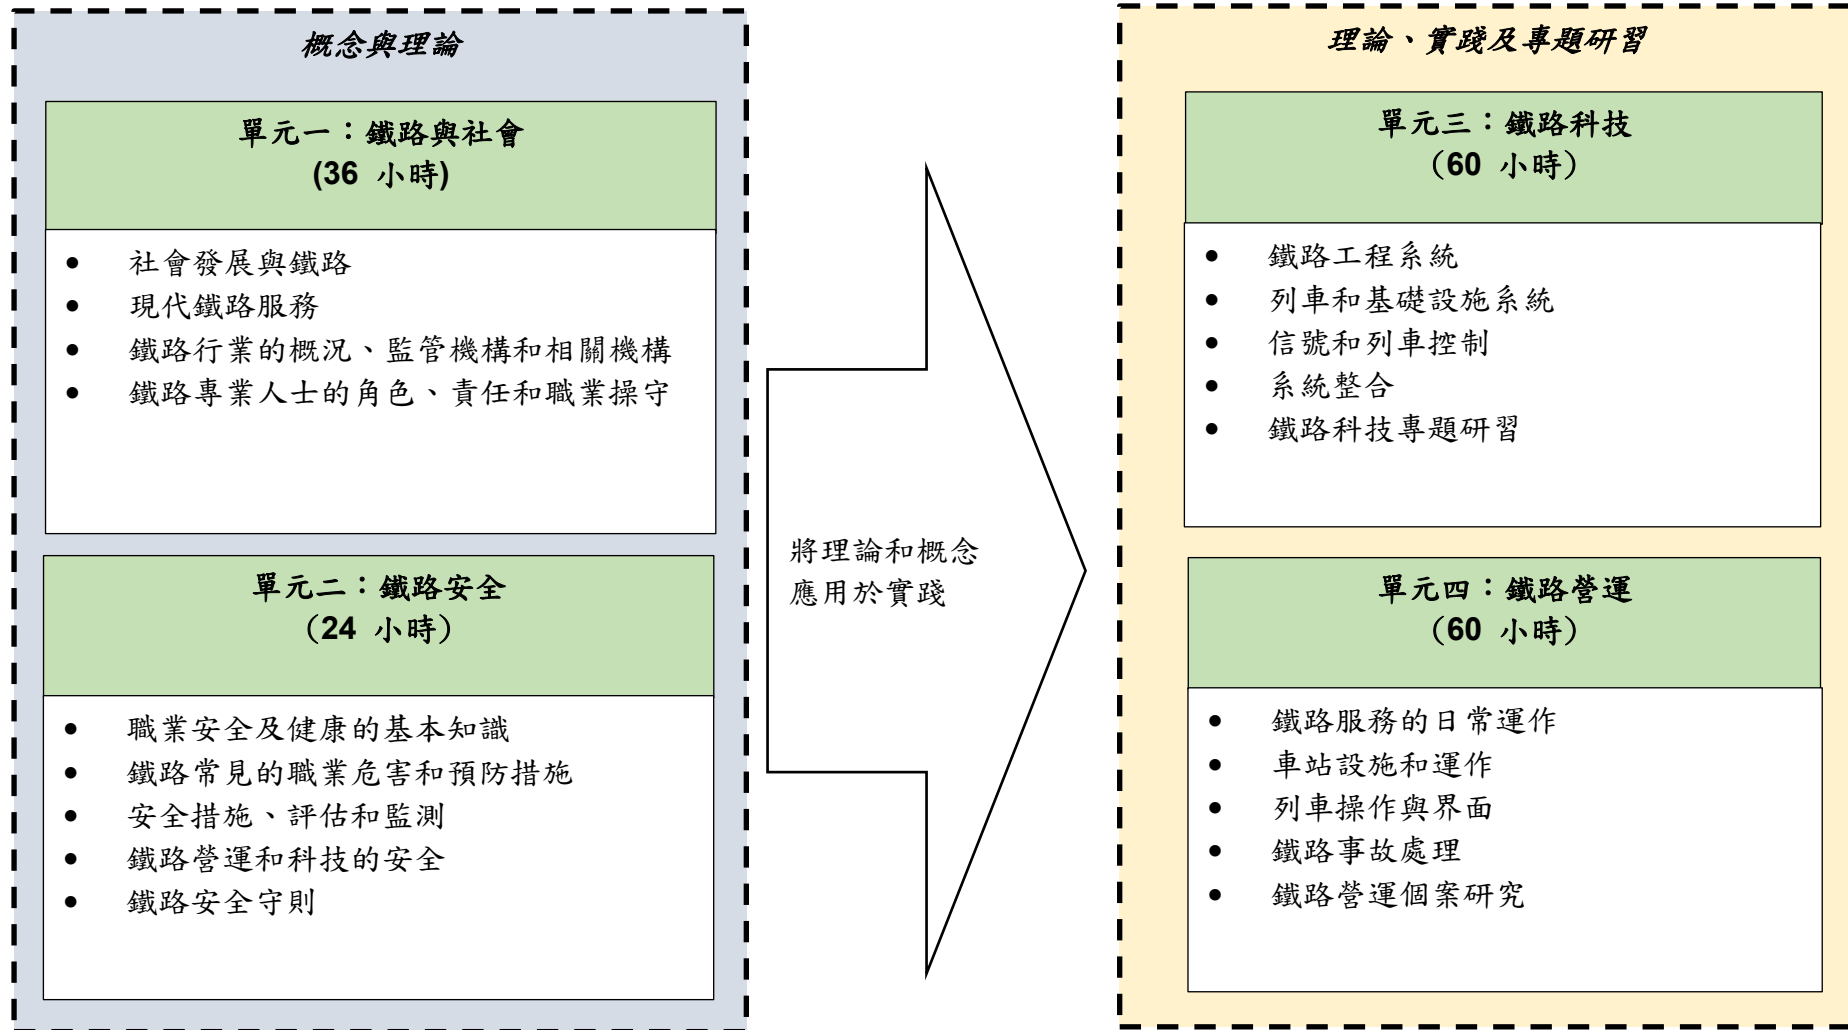 概念與理論
單元一：鐵路與社會
(36 小時)
• 社會發展與鐵路
• 現代鐵路服務
• 鐵路行業的概況、監管機構和相關機構
• 鐵路專業人士的角色、責任和職業操守
單元二：鐵路安全
（24 小時）
• 職業安全及健康的基本知識
• 鐵路常見的職業危害和預防措施
• 安全措施、評估和監測
• 鐵路營運和科技的安全
• 鐵路安全守則
將理論和概念
應用於實踐
理論、實踐及專題研習
單元三：鐵路科技
（60 小時）
• 鐵路工程系統
• 列車和基礎設施系統
• 信號和列車控制
• 系統整合
• 鐵路科技專題研習
單元四：鐵路營運
（60 小時）
• 鐵路服務的日常運作
• 車站設施和運作
• 列車操作與界面
• 鐵路事故處理
• 鐵路營運個案研究